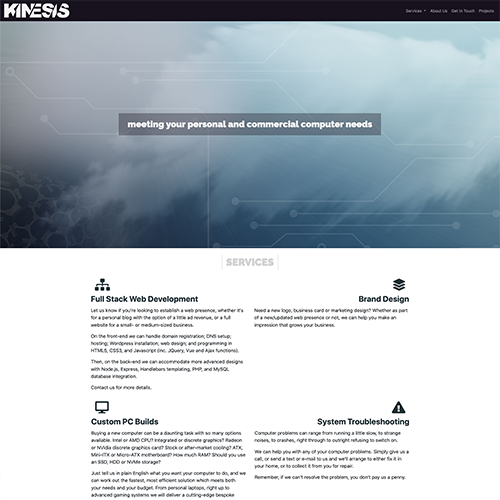 KINESIS
Services About Us Get in Touch Projects
meeting your personal and commercial computer needs
SERVICES
Full Stack Web Development
Let us know if you're looking to establish a web presence, whether it's
for a personal blog with the option of a little ad revenue, or a full
website for a small- or medium-sized business.
On the front-end we can handle domain registration; DNS setup;
hosting; Wordpress installation; web design; and programming in
HTML5, CSS3, and Javascript (inc. JQuery, Vue and Ajax functions).
Then, on the back-end we can accommodate more advanced designs
with Node.js, Express, Handlebars templating, PHP, and MySQL
database integration.
Contact us for more details.
Brand Design
Need a new logo, business card or marketing design? Whether as part
of a new/updated web presence or not, we can help you make an
impression that grows your business.
Custom PC Builds
Buying a new computer can be a daunting task with so many options
available. Intel or AMD CPU? Integrated or discrete graphics? Radeon
or NVidia discrete graphics card? Stock or after-market cooling? ATX,
Mini-ITX or Micro-ATX motherboard? How much RAM? Should you use
an SSD, HDD or NVMe storage?
Just tell us in plain English what you want your computer to do, and we
can work out the fastest, most efficient solution which meets both
your needs and your budget. From personal laptops, right up to
advanced gaming systems we will deliver a cutting-edge bespoke
System Troubleshooting
Computer problems can range from running a little slow, to strange
noises, to crashes, right through to outright refusing to switch on.
We can help you with any of your computer problems. Simply give us a
call, or send a text or e-mail to us and we'll arrange to either fix it in
your home, or to collect it from you for repair.
Remember, if we can't resolve the problem, you don't pay us a penny.